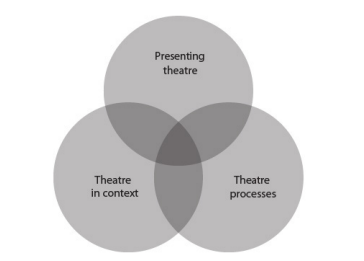 Presenting
theatre
Theatre
in context
Theatre
processes